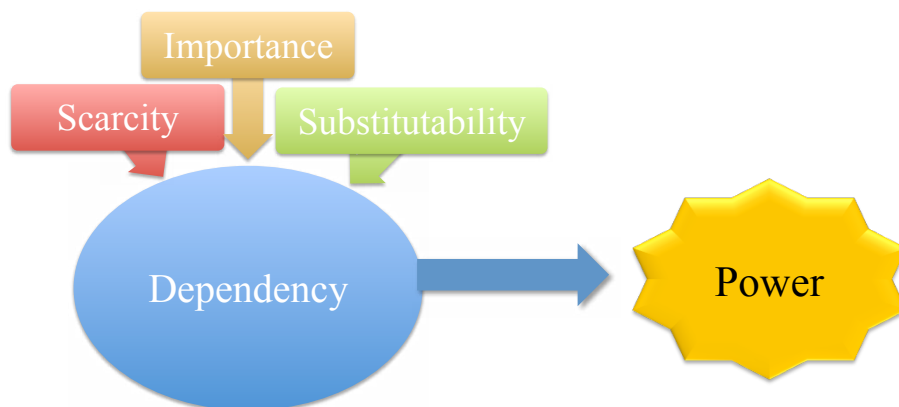 Importance
Scarcity
Substitutability
Dependency
Power